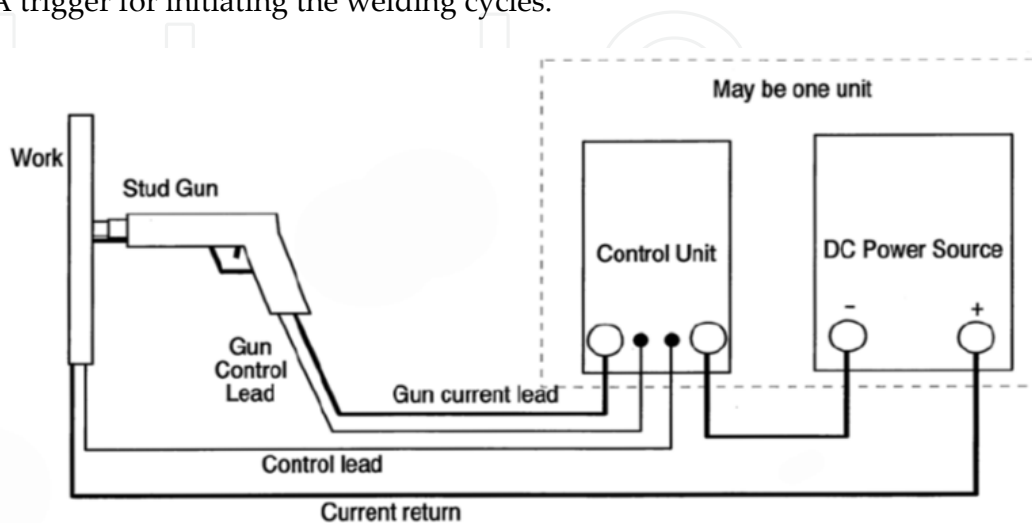 A trigger for initiating the welding cycles.
May be one unit
Work
Stud Gun
Control Unit
DC Power Source
- +
Gun
Control
Lead
Gun current lead
Control lead
Current return